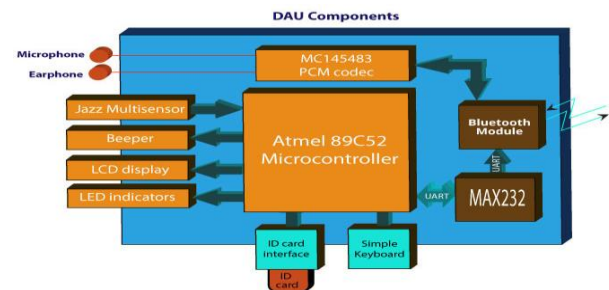 DAU Components
Microphone
Earphone
MC145483
PCM codec
Jazz Multisensor
Beeper
LCD display
LED indicators
Atmel 89C52
Microcontroller
Bluetooth
Module
UART
UART
MAX232
ID card
interface
Simple
Keyboard
ID
card